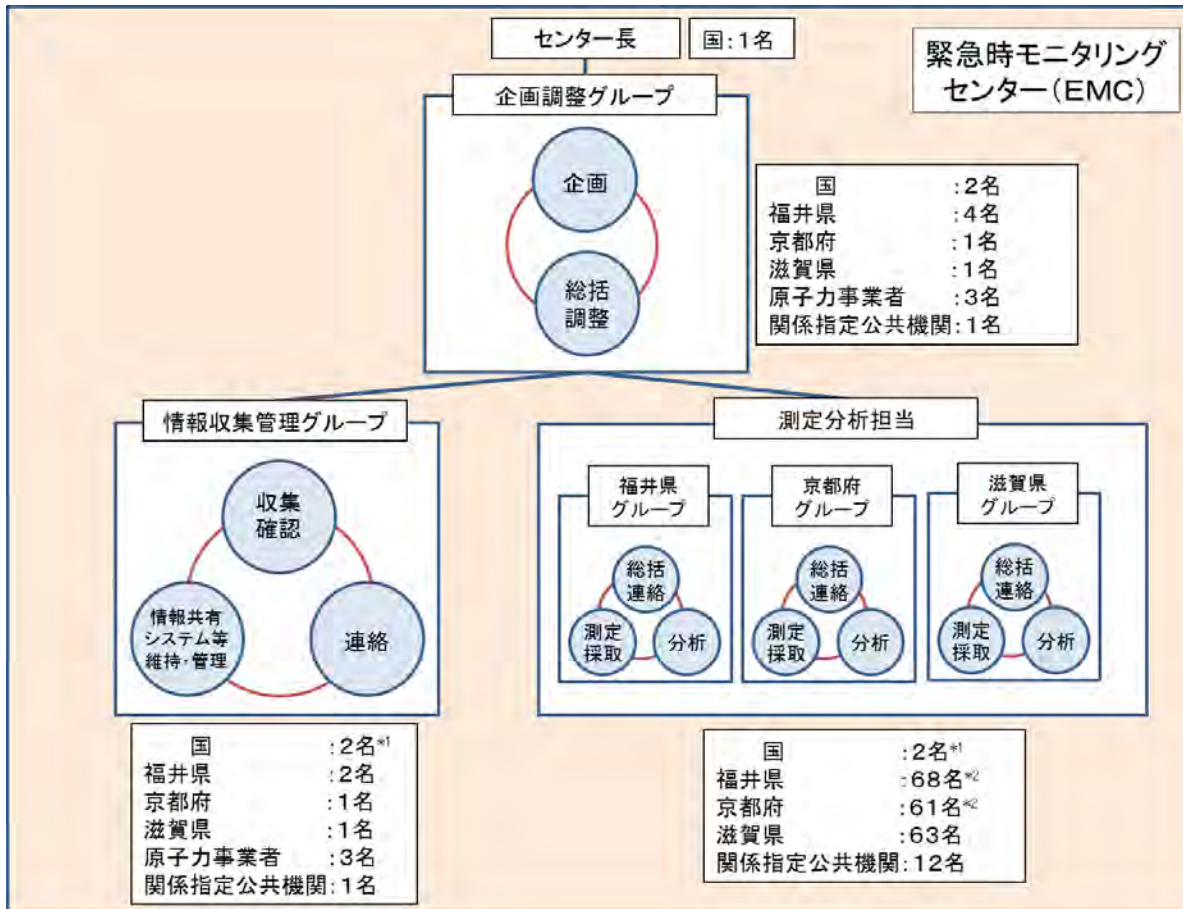 センター長
国:1名
緊急時モニタリング
センター(EMC)
企画調整グループ
企画
総括
調整
国 :2名
福井県 :4名
京都府 :1名
滋賀県 :1名
原子力事業者 :3名
関係指定公共機関:1名
情報収集管理グループ
収集
確認
情報共有
システム等
維持・管理
連絡
国 :2名*1
福井県 :2名
京都府 :1名
滋賀県 :1名
原子力事業者 :3名
関係指定公共機関:1名
測定分析担当
福井県
グループ
総括
連絡
測定
採取
分析
京都府
グループ
総括
連絡
測定
採取
分析
滋賀県
グループ
総括
連絡
測定
採取
分析
国 :2名*1
福井県 :68名*2
京都府 :61名*2
滋賀県 :63名
関係指定公共機関:12名